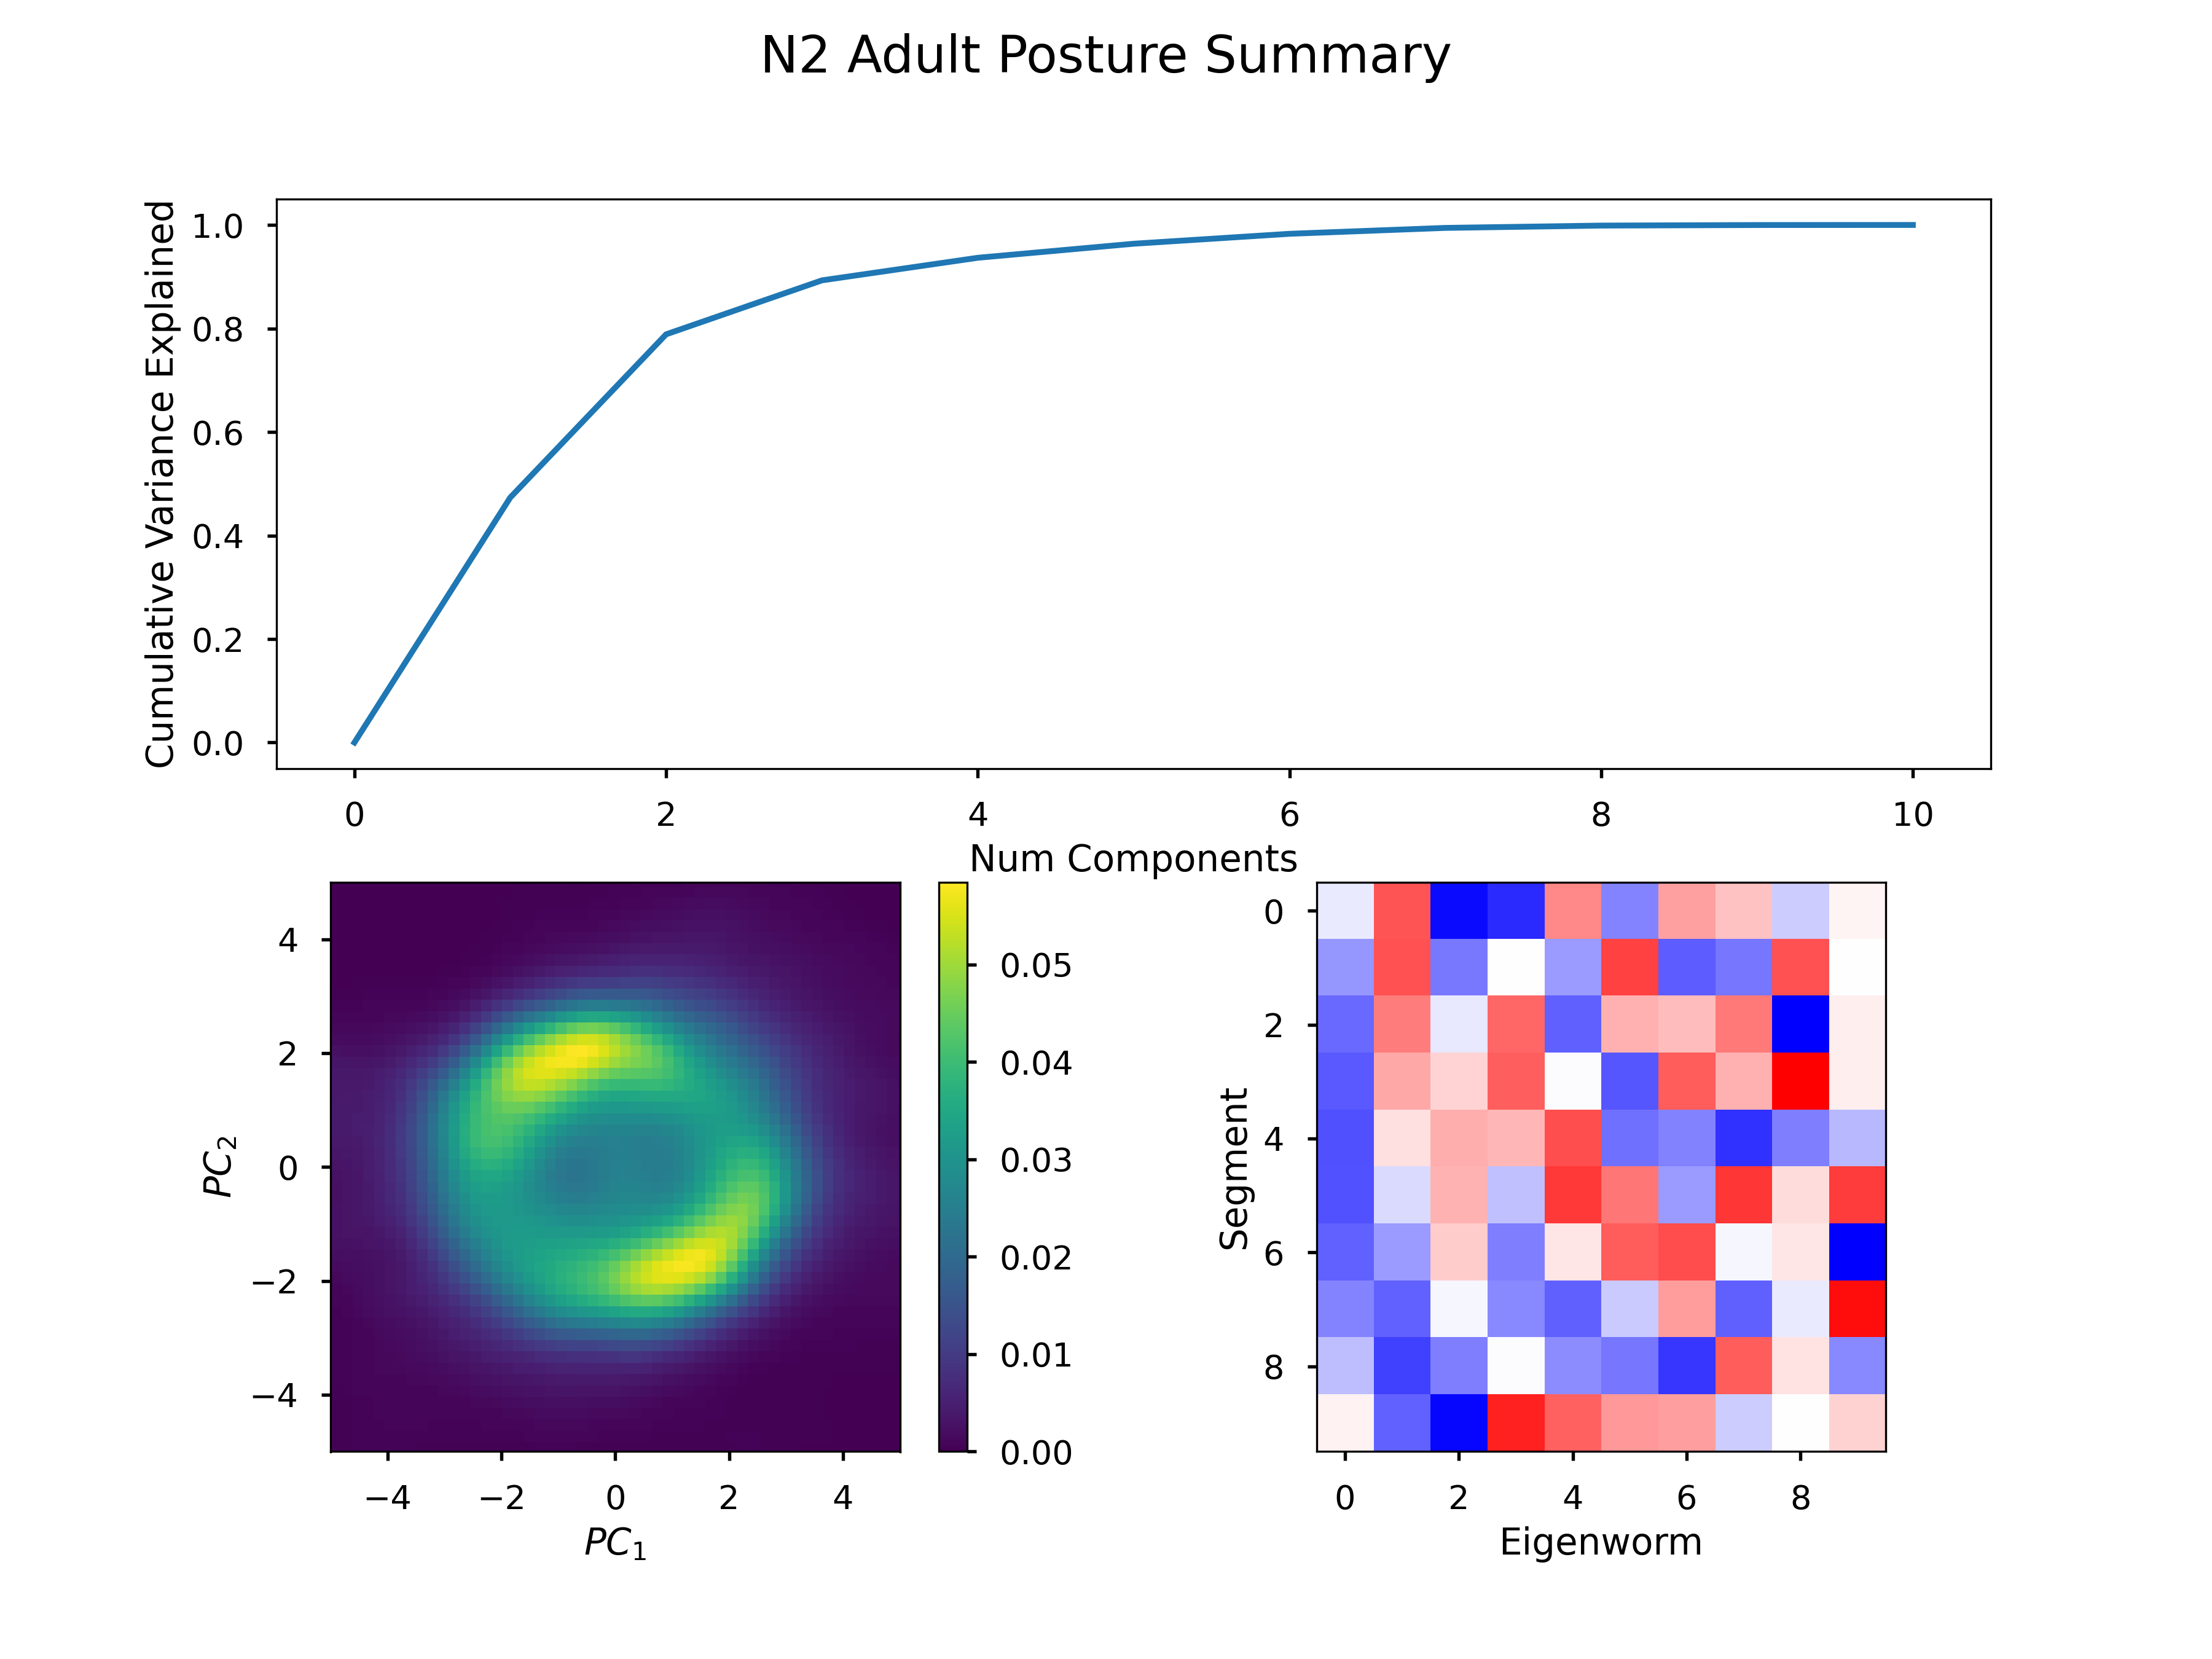 N2 Adult Posture Summary
Cumulative Variance Explained
1.0
0.8
0.6
0.4
0.2
0.0
0 2 4 6 8 10
Num Components
PC2
4
2
0
−2
−4
−4 −2 0 2 4
PC1
0.05
0.04
0.03
0.02
0.01
0.00
Segment
0
2
4
6
8
0 2 4 6 8
Eigenworm